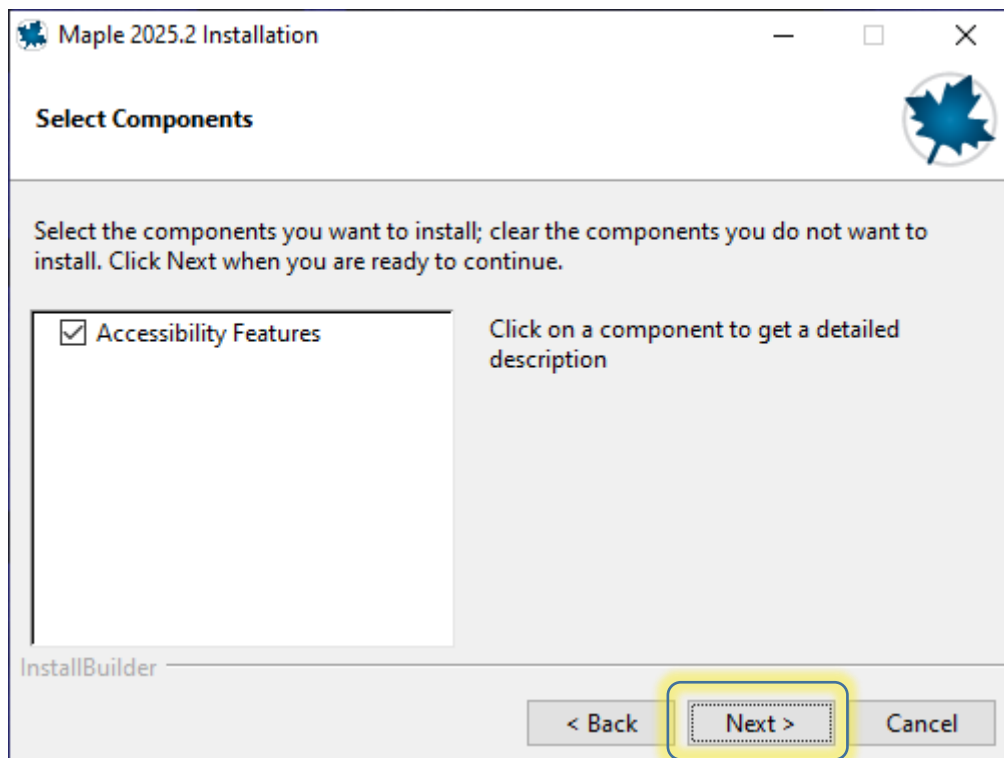 Maple 2025.2 Installation
Select Components
Select the components you want to install; clear the components you do not want to
install. Click Next when you are ready to continue.
Accessibility Features
Click on a component to get a detailed
description
InstallBuilder
< Back
Next >
Cancel